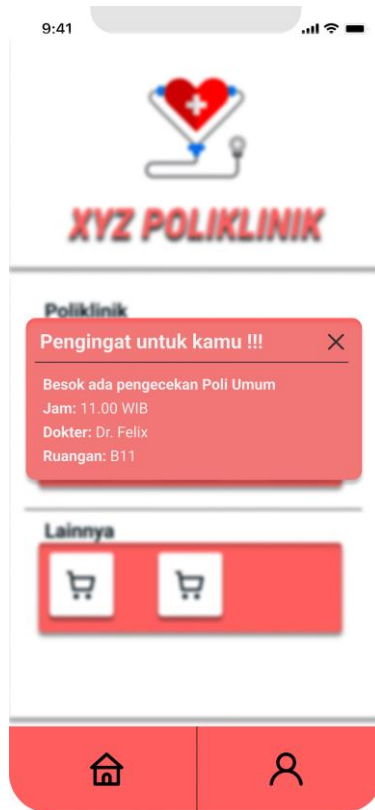 9:41
XYZ POLIKLINIK
Poliklinik
Pengingat untuk kamu !!!
Besok ada pengecekan Poli Umum
Jam: 11.00 WIB
Dokter: Dr. Felix
Ruangan: B11
Lainnya